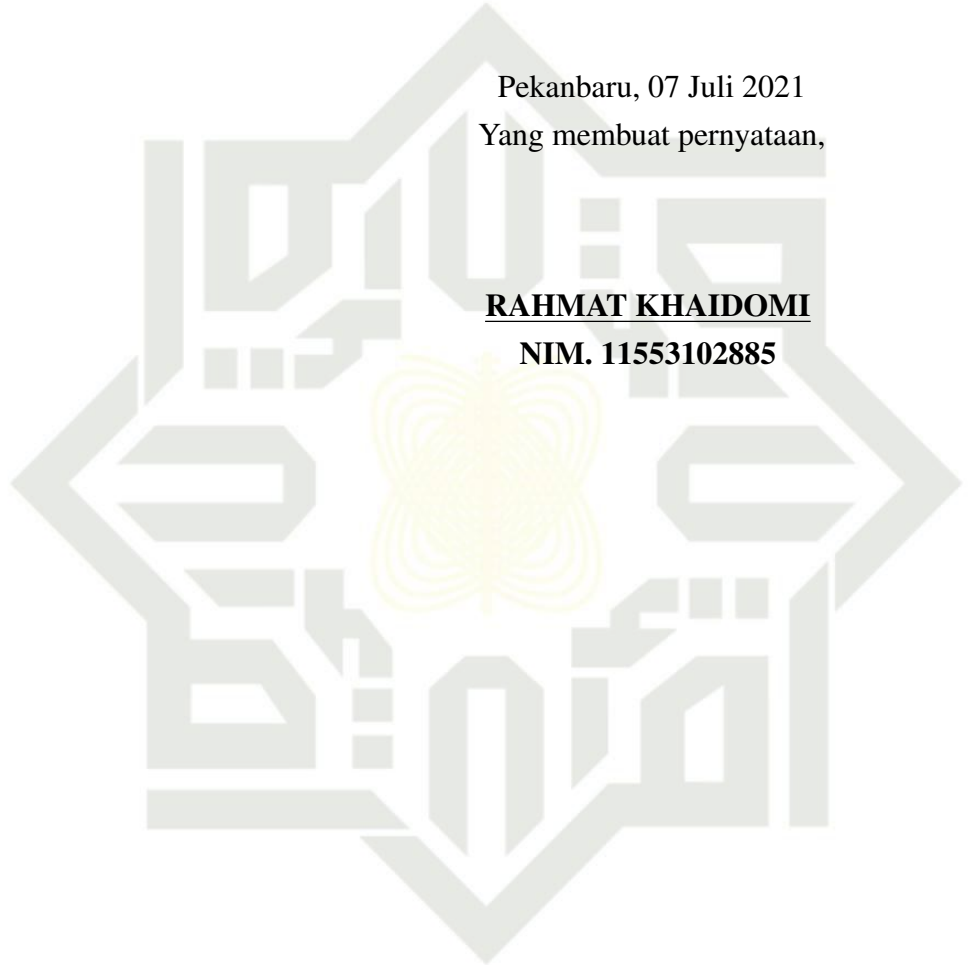 Pekanbaru, 07 Juli 2021
Yang membuat pernyataan,
RAHMAT KHAIDOMI
NIM. 11553102885